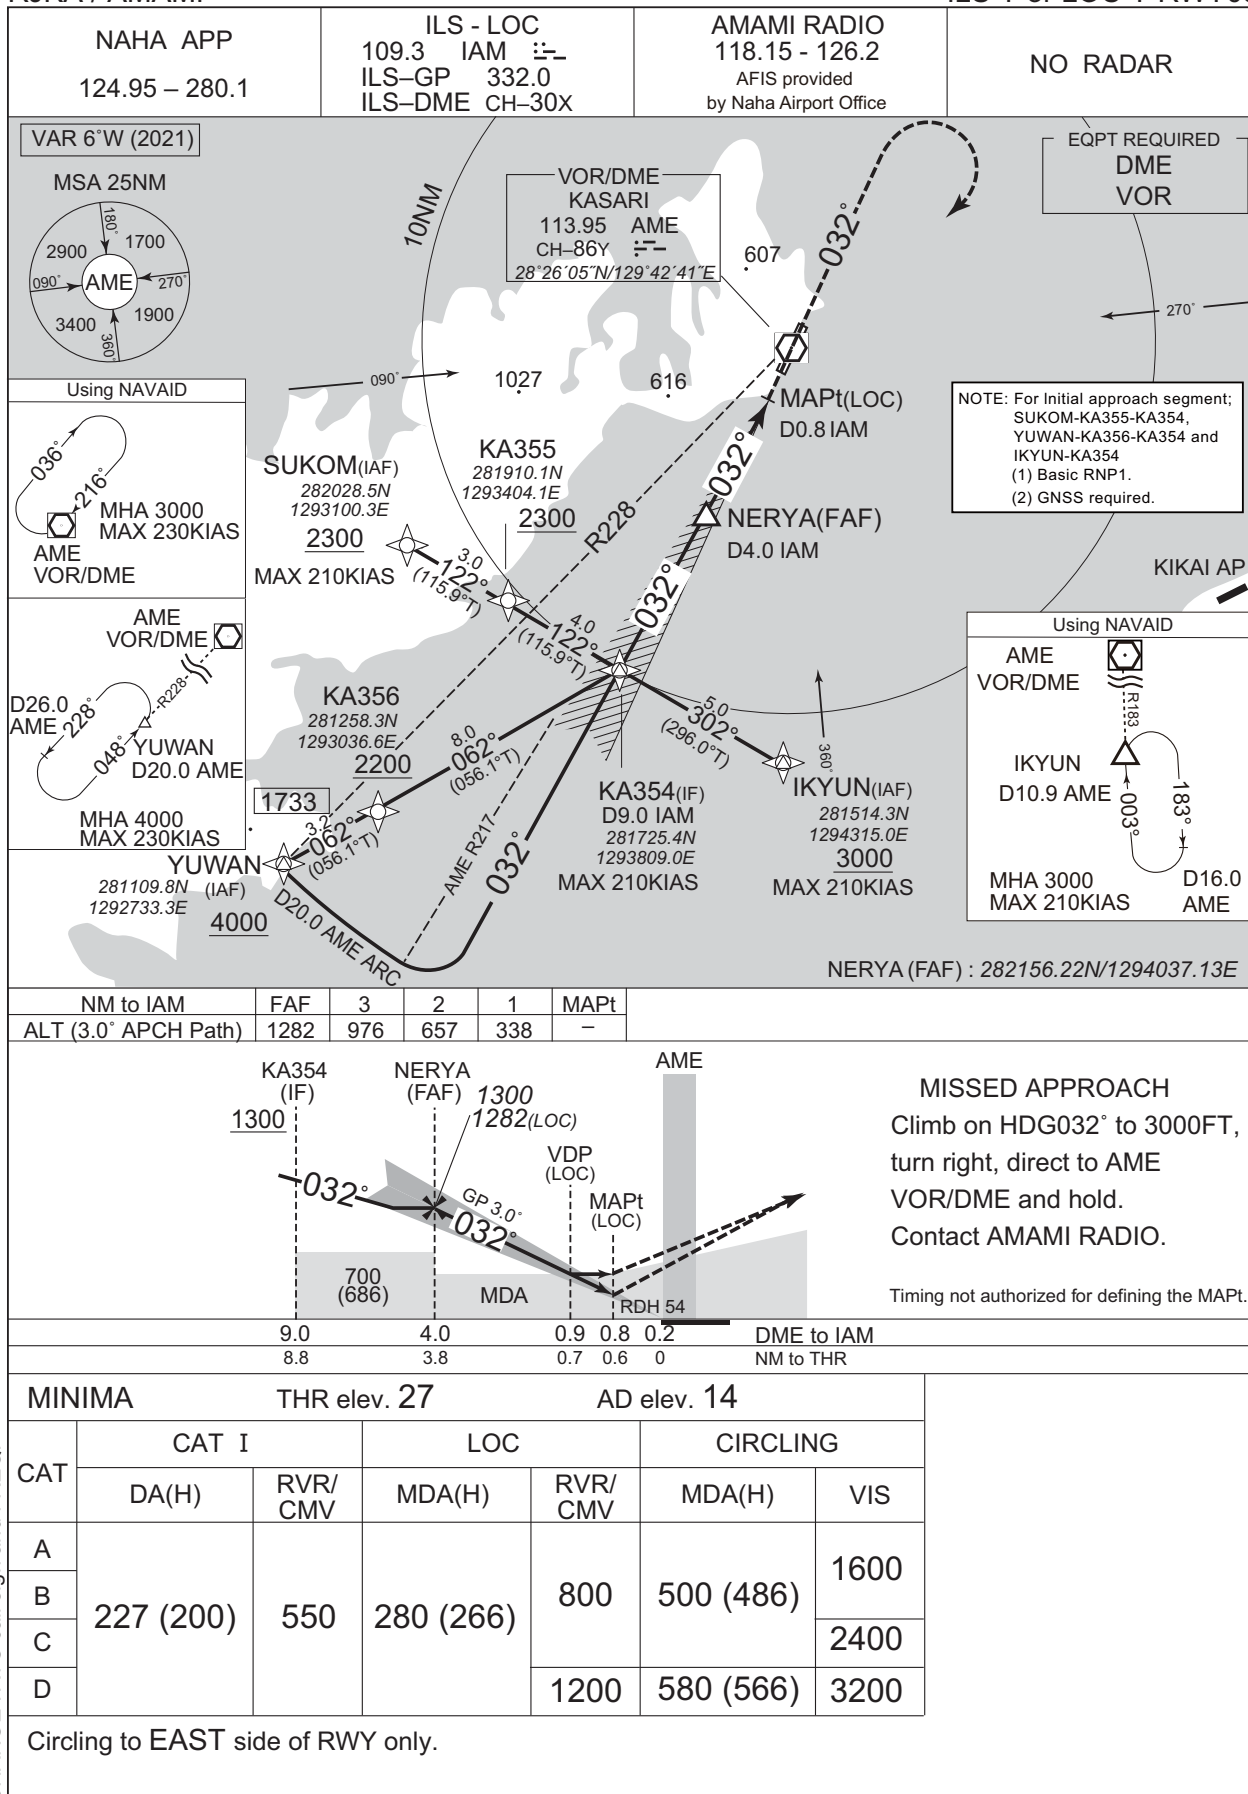 NAHA APP
124.95 – 280.1
ILS - LOC
109.3 IAM
ILS–GP 332.0
ILS–DME CH–30X
AMAMI RADIO
118.15 - 126.2
AFIS provided
by Naha Airport Office
NO RADAR
VAR 6°W (2021)
MSA 25NM
180°
2900
1700
090°
AME
270°
3400
1900
360°
10NM
VOR/DME
KASARI
113.95 AME
CH–86Y
28°26´05˝N/129°42´41˝E
EQPT REQUIRED
DME
VOR
607
032°
270°
090°
1027
616
Using NAVAID
036°
216°
MHA 3000
MAX 230KIAS
AME
VOR/DME
MAPt(LOC)
D0.8 IAM
NOTE: For Initial approach segment;
SUKOM-KA355-KA354,
YUWAN-KA356-KA354 and
IKYUN-KA354
(1) Basic RNP1.
(2) GNSS required.
SUKOM(IAF)
282028.5N
1293100.3E
2300
MAX 210KIAS
KA355
281910.1N
1293404.1E
2300
R228
032°
NERYA(FAF)
D4.0 IAM
3.0
122°
(115.9°T)
4.0
122°
(115.9°T)
032°
KIKAI AP
AME
VOR/DME
R228
D26.0
AME
228°
048°
YUWAN
D20.0 AME
MHA 4000
MAX 230KIAS
KA356
281258.3N
1293036.6E
2200
8.0
062°
(056.1°T)
5.0
302°
(296.0°T)
360°
1733
3.2
062°
(056.1°T)
YUWAN
(IAF)
281109.8N
1292733.3E
4000
D20.0 AME ARC
AME R217
032°
KA354(IF)
D9.0 IAM
281725.4N
1293809.0E
MAX 210KIAS
IKYUN(IAF)
281514.3N
1294315.0E
3000
MAX 210KIAS
Using NAVAID
AME
VOR/DME
R183
IKYUN
D10.9 AME
003°
183°
MHA 3000
MAX 210KIAS
D16.0
AME
NERYA (FAF) : 282156.22N/1294037.13E
NM to IAM FAF 3 2 1 MAPt
ALT (3.0° APCH Path) 1282 976 657 338 –
KA354
(IF)
1300
NERYA
(FAF)
1300
1282(LOC)
AME
VDP
(LOC)
MAPt
(LOC)
032°
GP 3.0°
032°
700
(686)
MDA
RDH 54
9.0 4.0 0.9 0.8 0.2 DME to IAM
8.8 3.8 0.7 0.6 0 NM to THR
MISSED APPROACH
Climb on HDG032° to 3000FT,
turn right, direct to AME
VOR/DME and hold.
Contact AMAMI RADIO.
Timing not authorized for defining the MAPt.
MINIMA THR elev. 27 AD elev. 14
CAT CAT I LOC CIRCLING
DA(H) RVR/CMV MDA(H) RVR/CMV MDA(H) VIS
A
B
C
D
227 (200) 550 280 (266) 800 500 (486) 1600
2400
1200 580 (566) 3200
Circling to EAST side of RWY only.